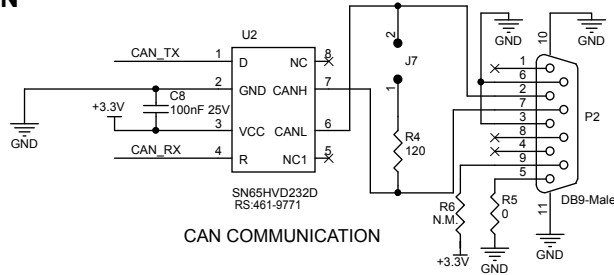 N
U2
CAN_TX 1 D NC 8
2 GND CANH 7
+3.3V C8
100nF 25V
3 VCC CANL 6
GND
CAN_RX 4 R NC1 5
SN65HVD232D
RS:461-9771
CAN COMMUNICATION
2
J7
1
R4
120
R6
N.M.
+3.3V
R5
0
GND
GND
GND
10
1
6
2
7
3
8
4
9
5
11
P2
DB9-Male
GND